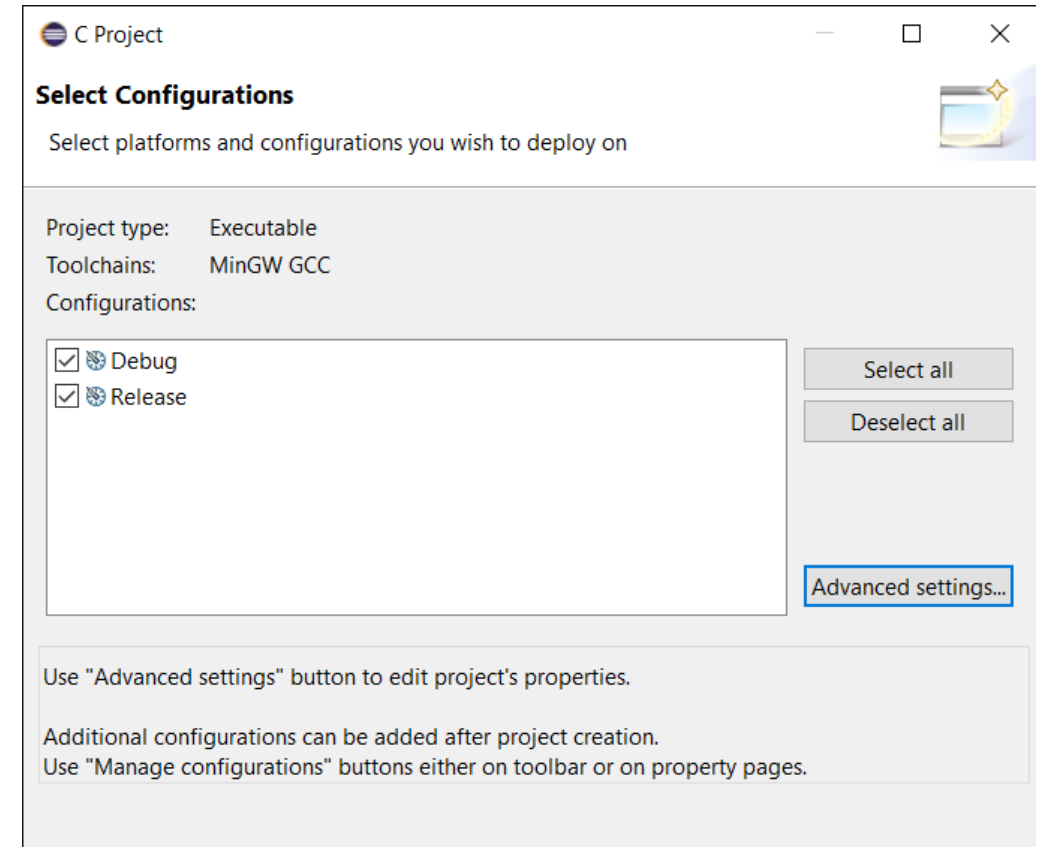 C Project
Select Configurations
Select platforms and configurations you wish to deploy on
Project type: Executable
Toolchains: MinGW GCC
Configurations:
Debug
Release
Select all
Deselect all
Advanced settings...
Use "Advanced settings" button to edit project's properties.
Additional configurations can be added after project creation.
Use "Manage configurations" buttons either on toolbar or on property pages.